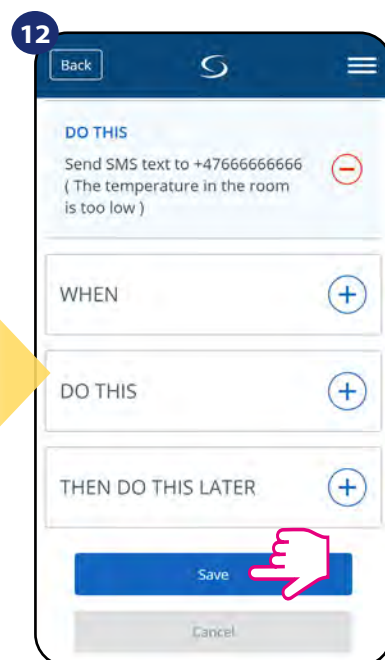 12
Back
DO THIS
Send SMS text to +47666666666
( The temperature in the room
is too low )
WHEN
DO THIS
THEN DO THIS LATER
Save
Cancel